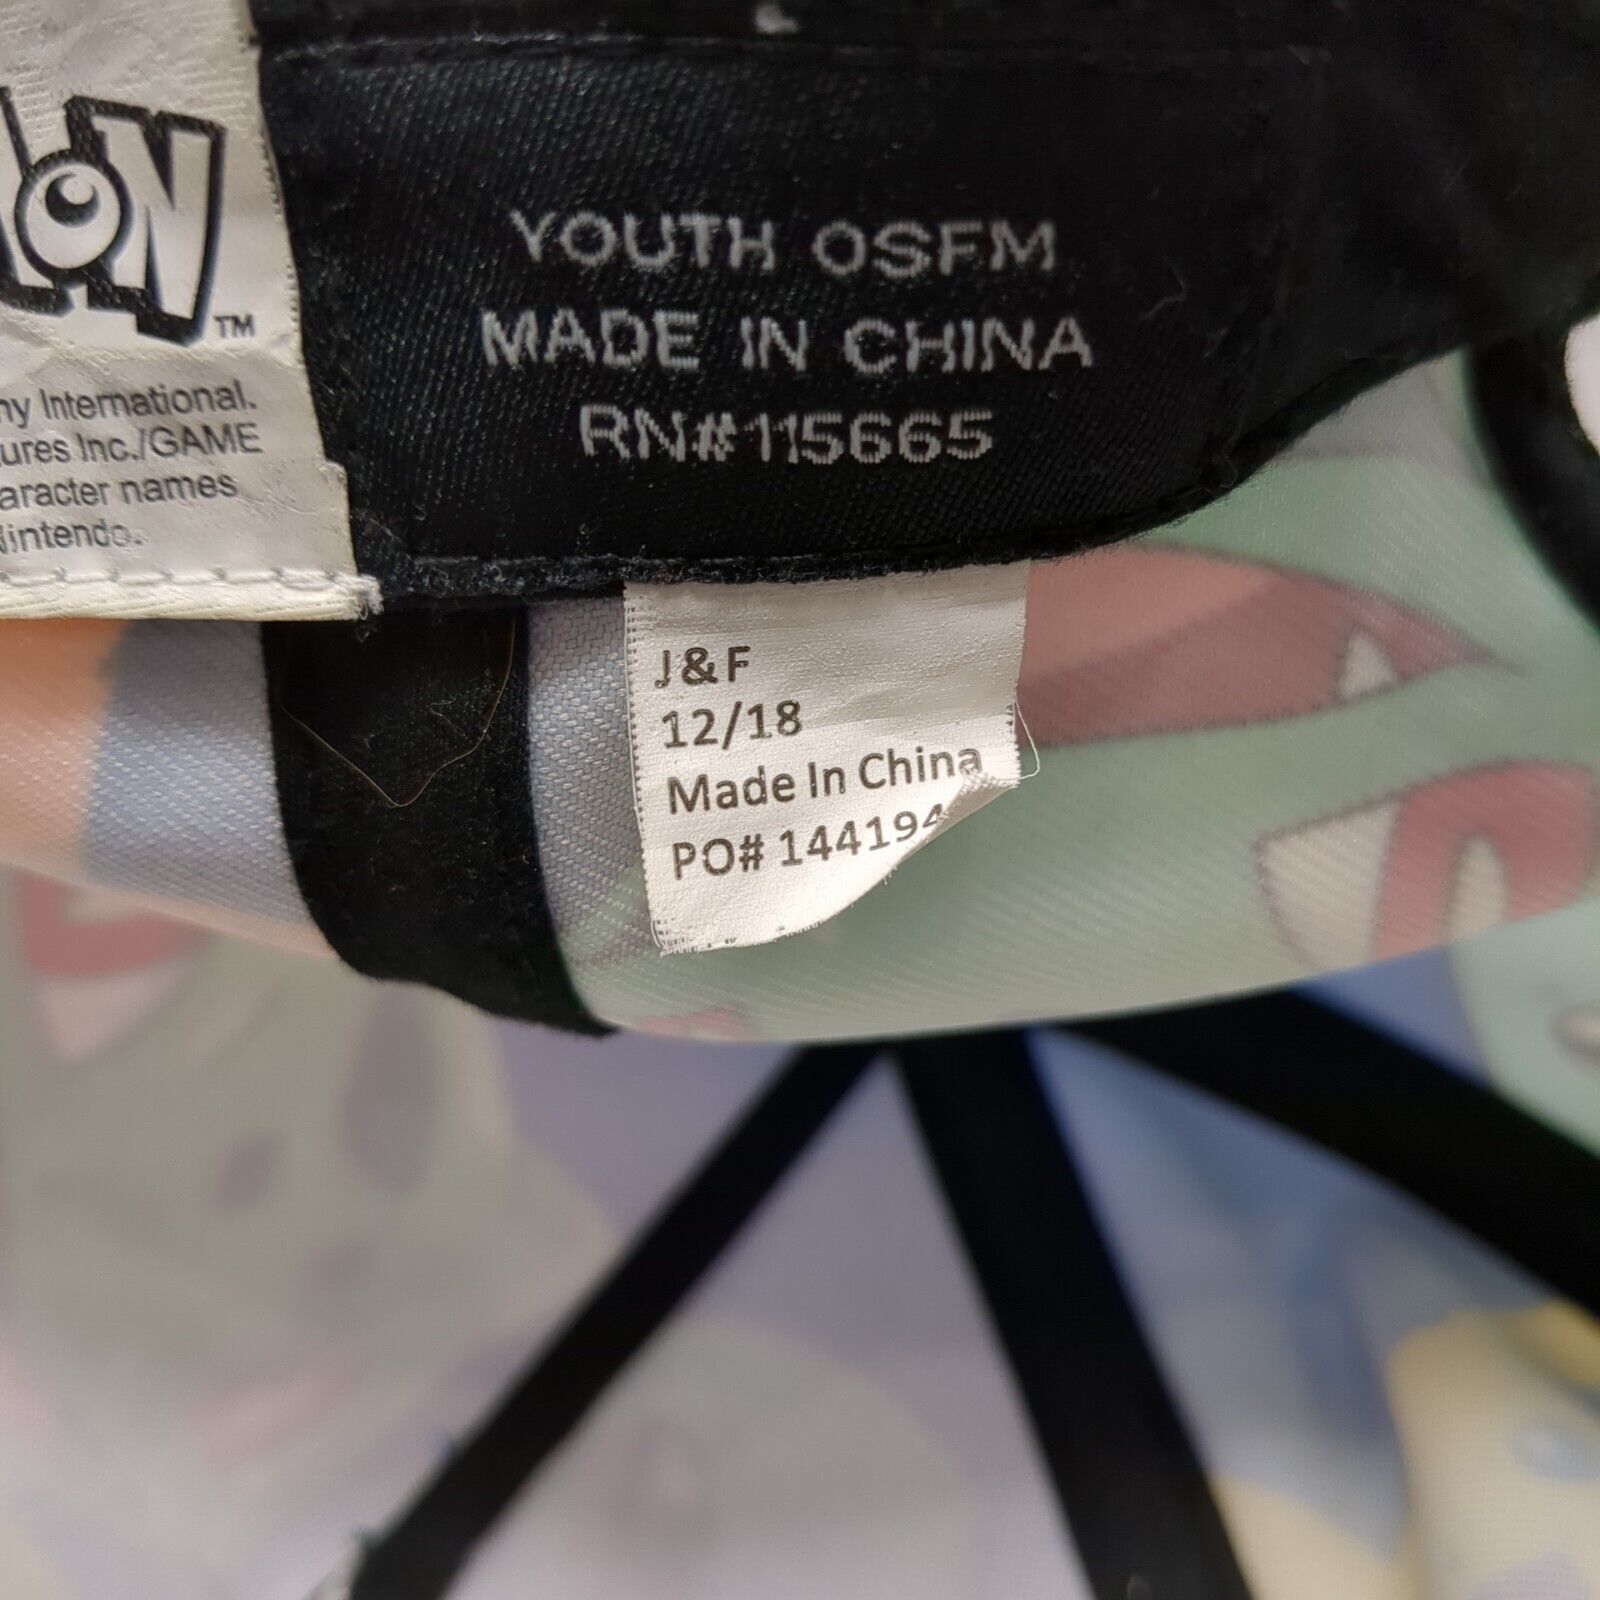 TM
ny International.
ures Inc./GAME
aracter names
Nintendo.
YOUTH OSFM
MADE IN CHINA
RN#115665
J & F
12/18
Made In China
PO# 144194